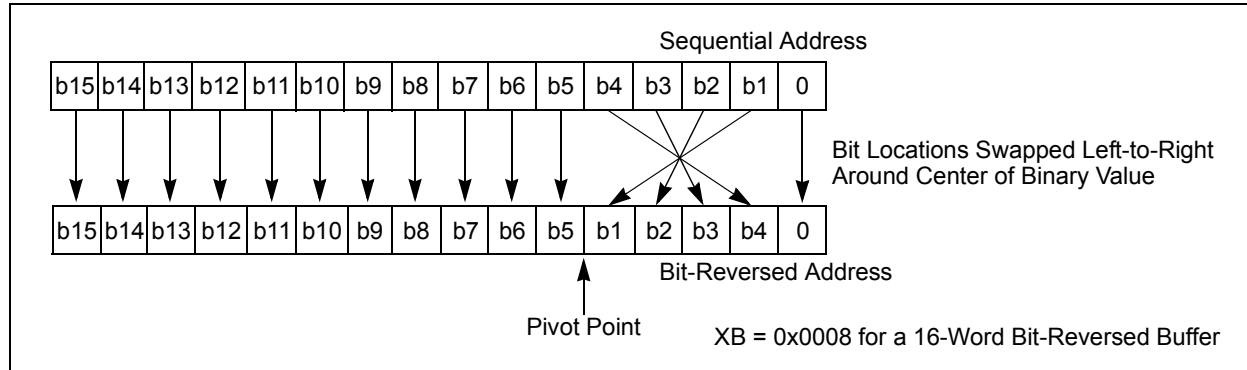 Sequential Address
b15 b14 b13 b12 b11 b10 b9 b8 b7 b6 b5 b4 b3 b2 b1 0
Bit Locations Swapped Left-to-Right
Around Center of Binary Value
b15 b14 b13 b12 b11 b10 b9 b8 b7 b6 b5 b1 b2 b3 b4 0
Bit-Reversed Address
Pivot Point
XB = 0x0008 for a 16-Word Bit-Reversed Buffer